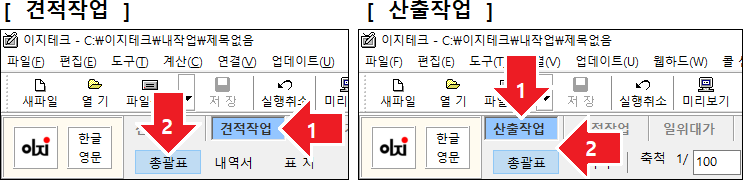 [ 견적작업 ]
이지테크 - C:₩이지테크₩내작업₩제목없음
파일(F) 편집(E) 도구(T) 계산(C) 연결(V) 업데이트(U)
새파일 열 기 파일 저 장 실행취소 미리
이지 한글 영문 견적작업 1
2 총괄표 내역서 표 지
[ 산출작업 ]
이지테크 - C:₩이지테크₩내작업₩제목없음
파일(F) 편집(E) 도구(T) (V) 업데이트(U) 웹하드(W) 콜
새파일 열 기 저 장 실행취소 미리보기
1
이지 한글 영문 산출작업 적작업 일위대가
총괄표 2 축척 1/ 100